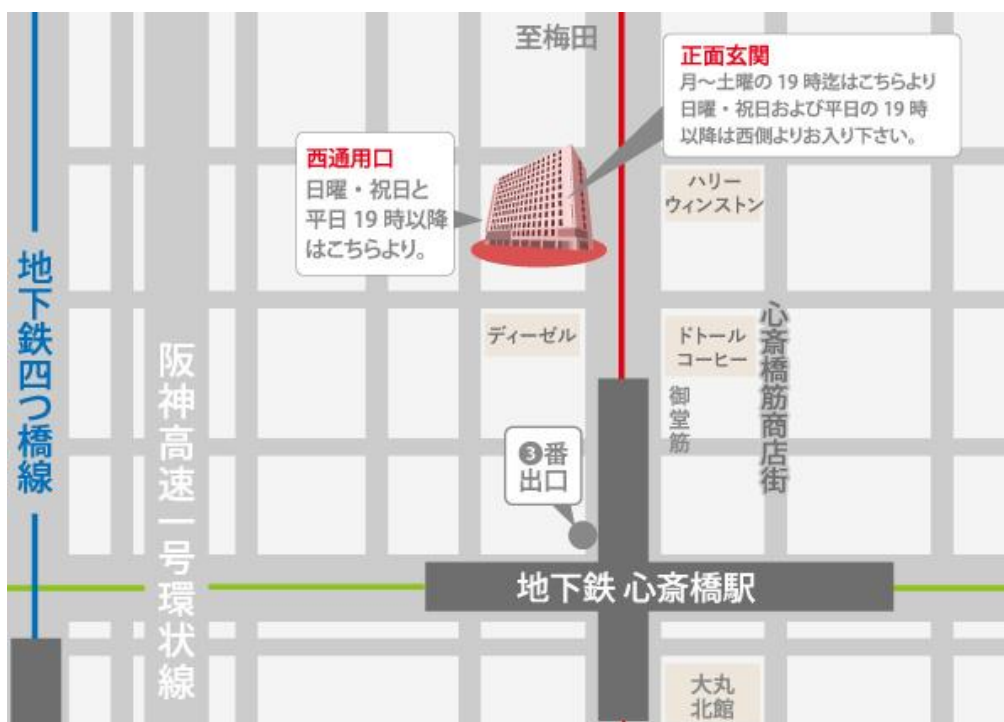 至梅田
正面玄関
月～土曜の 19 時迄はこちらより
日曜・祝日および平日の 19 時
以降は西側よりお入り下さい。
西通用口
日曜・祝日と
平日 19 時以降
はこちらより。
ハリー
ウィンストン
地下鉄四つ橋線
阪神高速一号環状線
ディーゼル
ドトール
コーヒー
心斎橋筋商店街
御堂筋
❸番
出口
地下鉄 心斎橋駅
大丸
北館